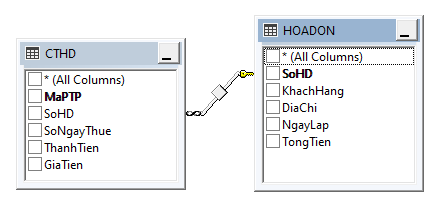 CTHD
* (All Columns)
MaPTP
SoHD
SoNgayThue
ThanhTien
GiaTien
HOADON
* (All Columns)
SoHD
KhachHang
DiaChi
NgayLap
TongTien